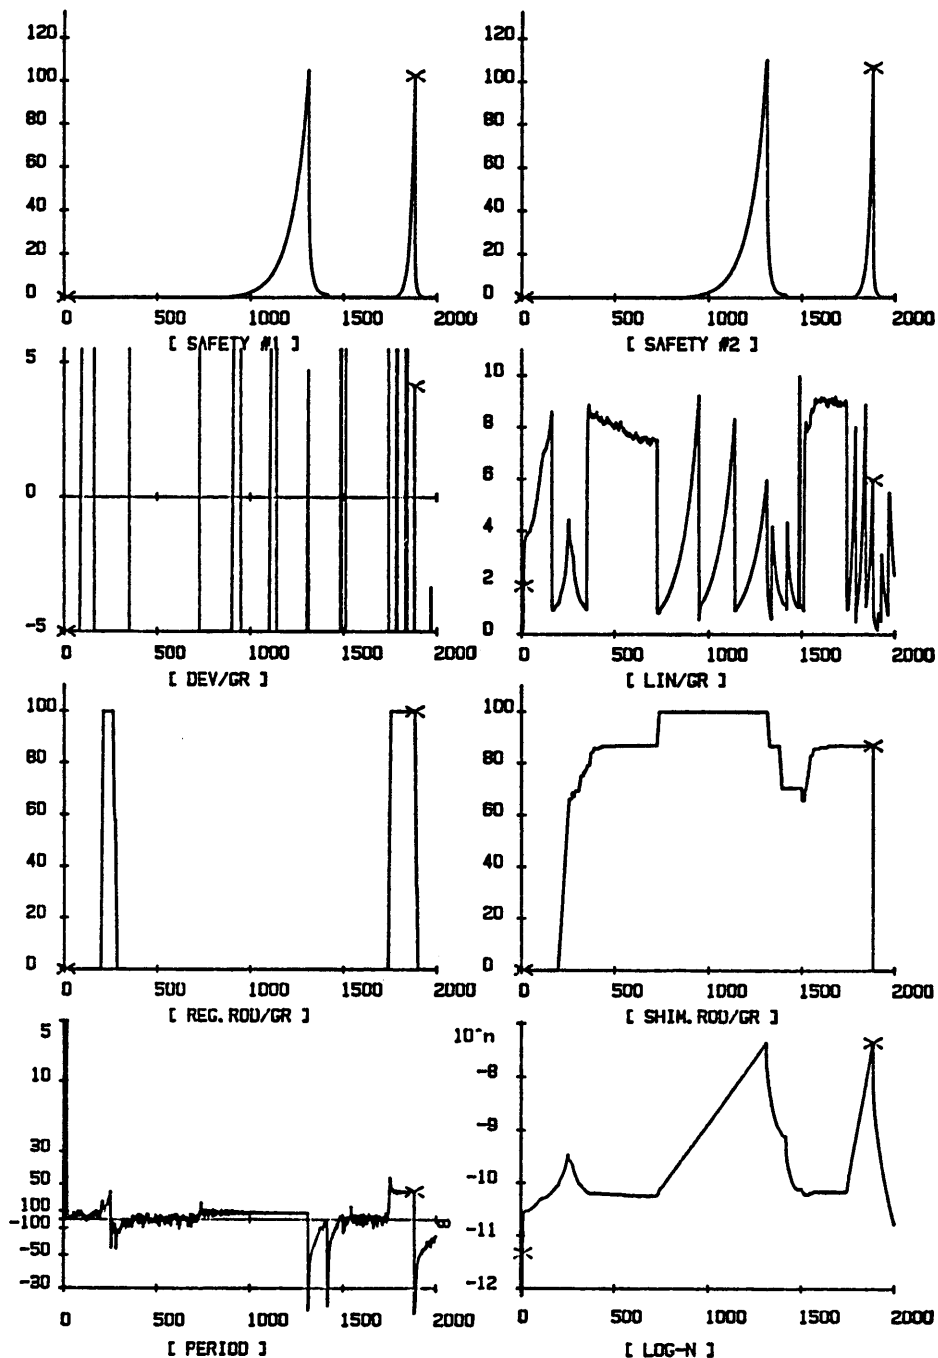 120
100
80
60
40
20
0
0 500 1000 1500 2000
[ SAFETY #1 ]
120
100
80
60
40
20
0
0 500 1000 1500 2000
[ SAFETY #2 ]
5
0
-5
0 500 1000 1500 2000
[ DEV/GR ]
10
8
6
4
2
0
0 500 1000 1500 2000
[ LIN/GR ]
100
80
60
40
20
0
0 500 1000 1500 2000
[ REG.ROD/GR ]
100
80
60
40
20
0
0 500 1000 1500 2000
[ SHIM.ROD/GR ]
5
10
30
50
100
-100
-50
-30
∞
0 500 1000 1500 2000
[ PERIOD ]
10^n
-8
-9
-10
-11
-12
0 500 1000 1500 2000
[ LOG-N ]